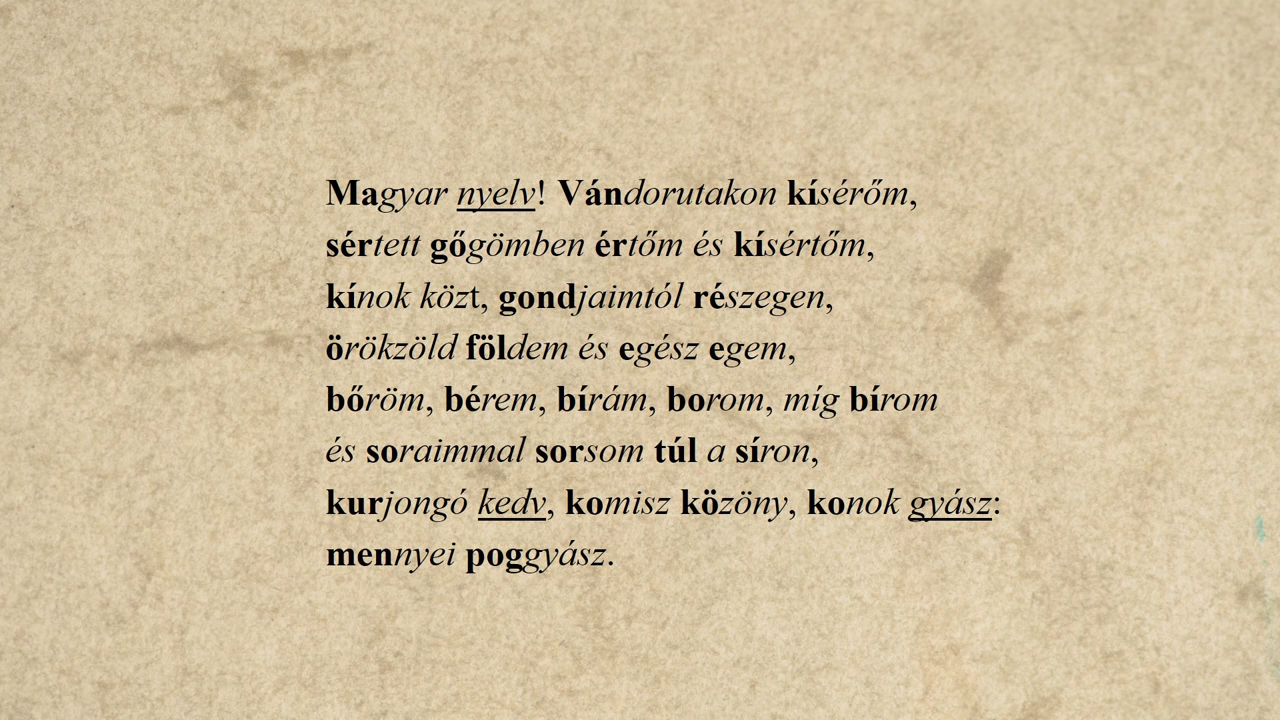 Magyar nyelv! Vándorutakon kísérőm,
sértett gőgömben értőm és kísértőm,
kínok közt, gondjaimtól részegen,
örökzöld földem és egész egem,
bőröm, bérem, bírám, borom, míg bírom
és soraimmal sorsom túl a síron,
kurjongó kedv, komisz közöny, konok gyász:
mennyei poggyász.